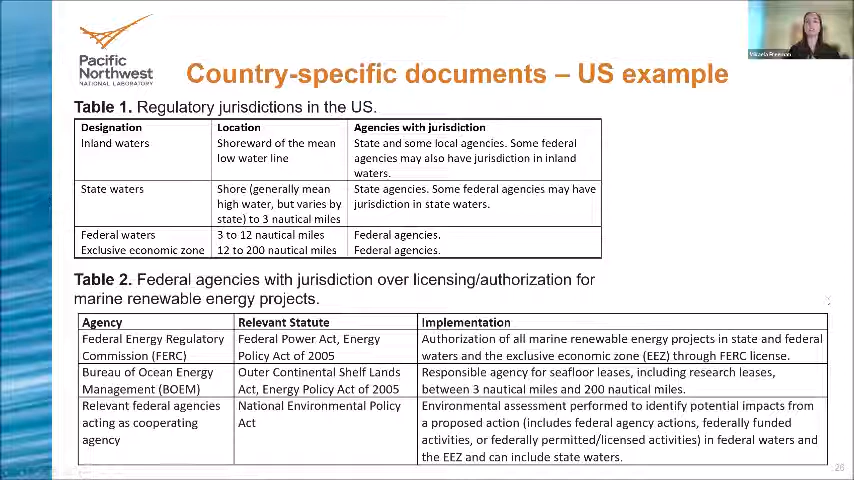 Mikaela Freeman
Pacific
Northwest
NATIONAL LABORATORY
Country-specific documents – US example
Table 1. Regulatory jurisdictions in the US.
Designation Location Agencies with jurisdiction
Inland waters Shoreward of the mean State and some local agencies. Some federal
low water line agencies may also have jurisdiction in inland
waters.
State waters Shore (generally mean State agencies. Some federal agencies may have
high water, but varies by jurisdiction in state waters.
state) to 3 nautical miles
Federal waters 3 to 12 nautical miles Federal agencies.
Exclusive economic zone 12 to 200 nautical miles Federal agencies.
Table 2. Federal agencies with jurisdiction over licensing/authorization for
marine renewable energy projects.
Agency Relevant Statute Implementation
Federal Energy Regulatory Federal Power Act, Energy Authorization of all marine renewable energy projects in state and federal
Commission (FERC) Policy Act of 2005 waters and the exclusive economic zone (EEZ) through FERC license.
Bureau of Ocean Energy Outer Continental Shelf Lands Responsible agency for seafloor leases, including research leases,
Management (BOEM) Act, Energy Policy Act of 2005 between 3 nautical miles and 200 nautical miles.
Relevant federal agencies National Environmental Policy Environmental assessment performed to identify potential impacts from
acting as cooperating Act a proposed action (includes federal agency actions, federally funded
agency activities, or federally permitted/licensed activities) in federal waters and
the EEZ and can include state waters.
26